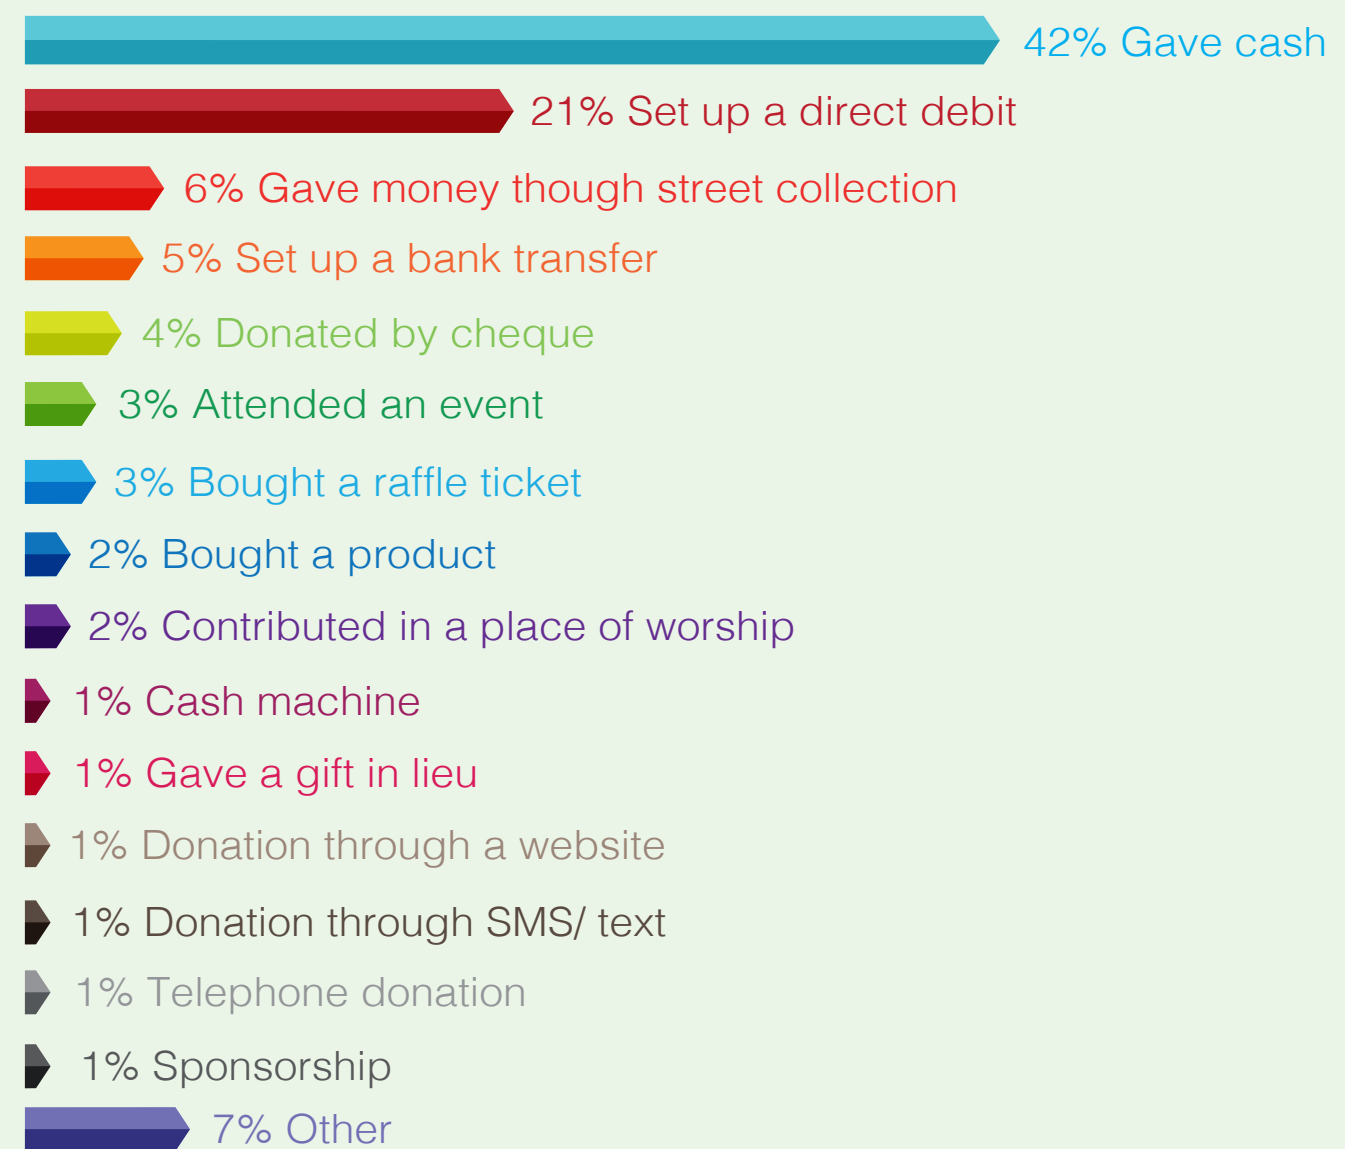 42% Gave cash
21% Set up a direct debit
6% Gave money though street collection
5% Set up a bank transfer
4% Donated by cheque
3% Attended an event
3% Bought a raffle ticket
2% Bought a product
2% Contributed in a place of worship
1% Cash machine
1% Gave a gift in lieu
1% Donation through a website
1% Donation through SMS/ text
1% Telephone donation
1% Sponsorship
7% Other